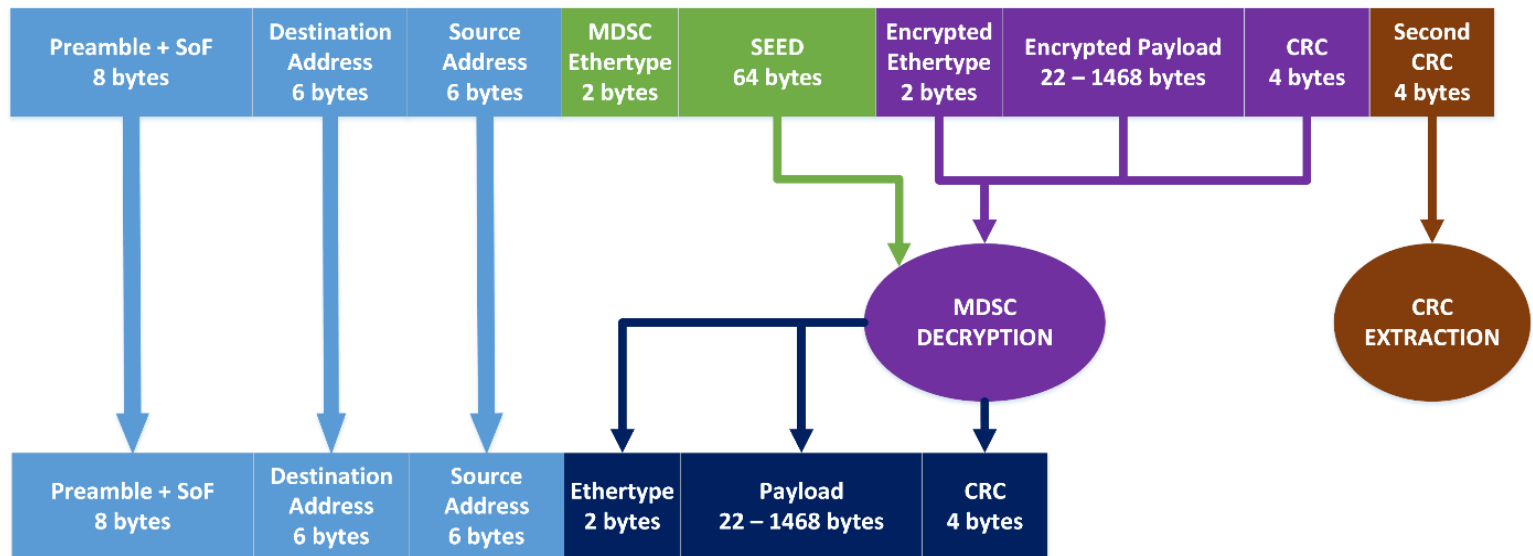 Preamble + SoF
8 bytes
Destination
Address
6 bytes
Source
Address
6 bytes
MDSC
Ethertype
2 bytes
SEED
64 bytes
Encrypted
Ethertype
2 bytes
Encrypted Payload
22 – 1468 bytes
CRC
4 bytes
Second
CRC
4 bytes
MDSC
DECRYPTION
CRC
EXTRACTION
Preamble + SoF
8 bytes
Destination
Address
6 bytes
Source
Address
6 bytes
Ethertype
2 bytes
Payload
22 – 1468 bytes
CRC
4 bytes